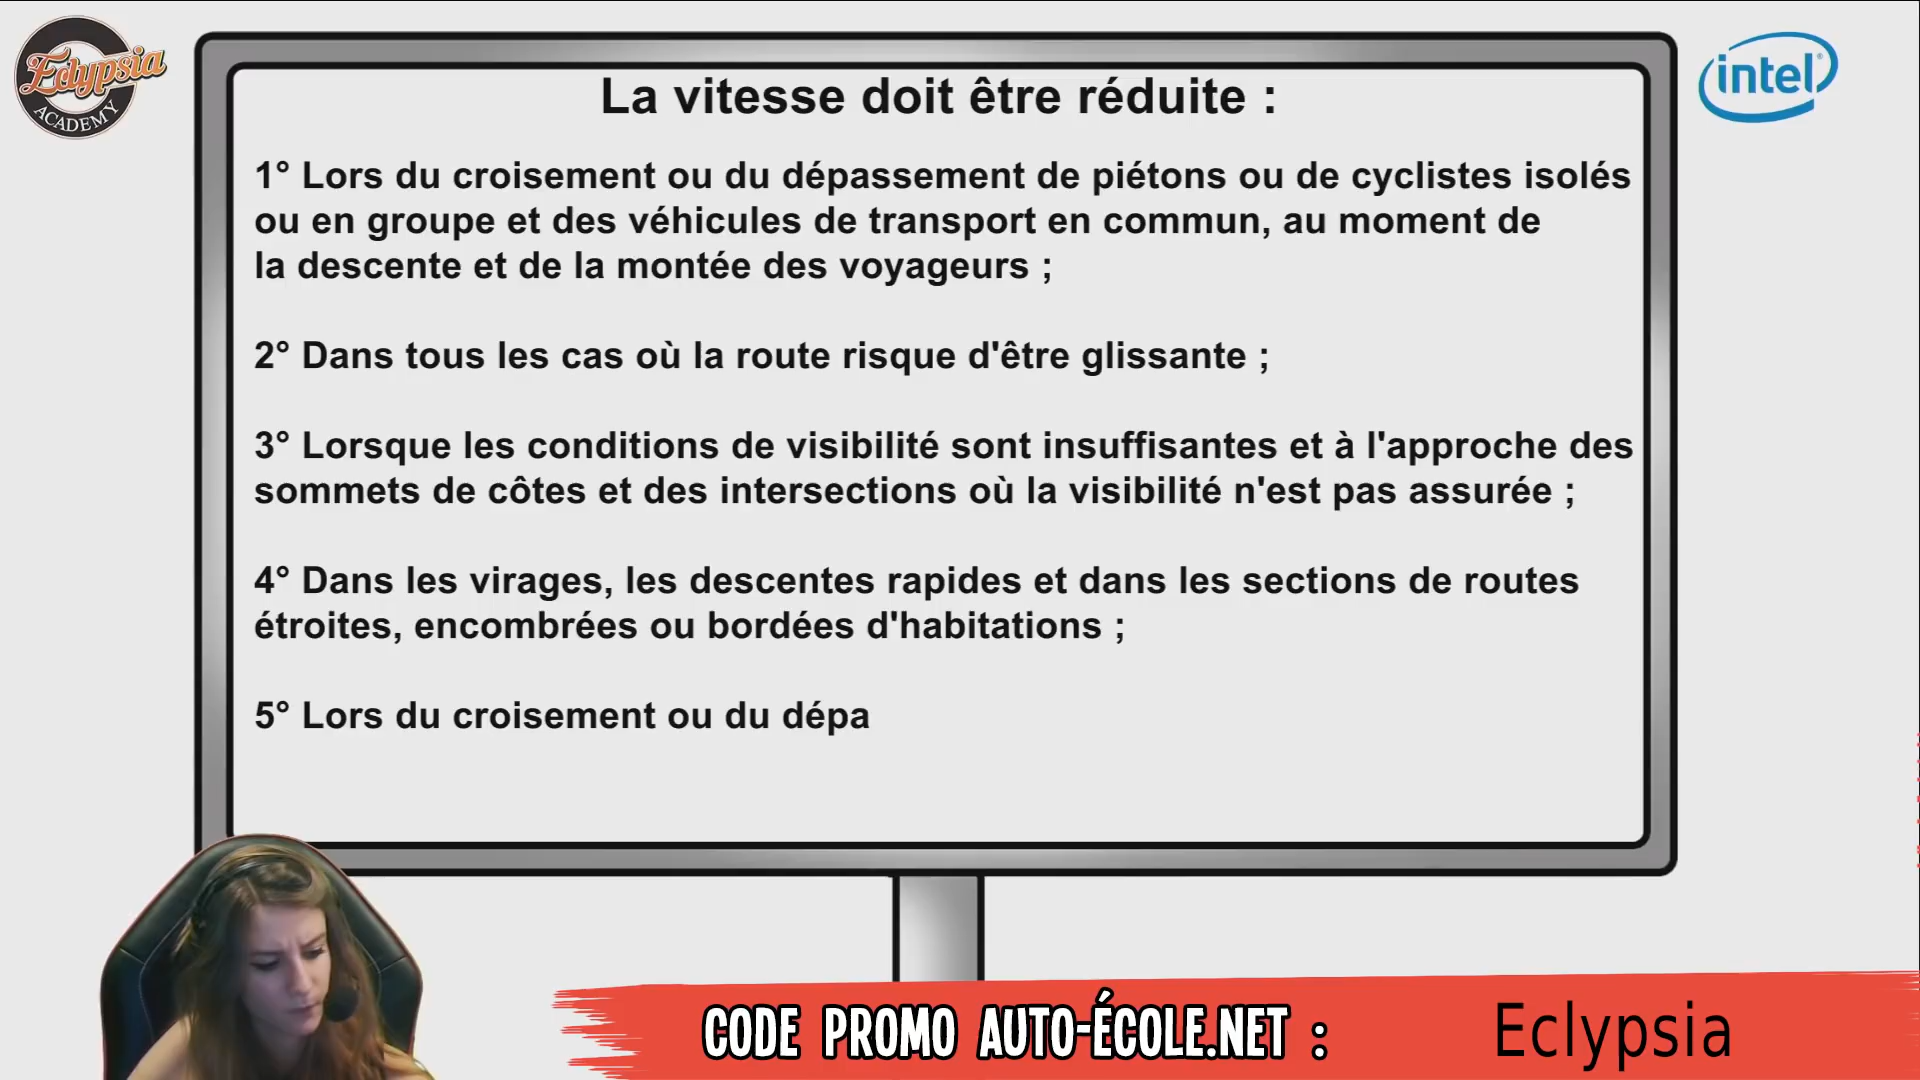 Eclypsia
ACADEMY
intel
La vitesse doit être réduite :
1° Lors du croisement ou du dépassement de piétons ou de cyclistes isolés
ou en groupe et des véhicules de transport en commun, au moment de
la descente et de la montée des voyageurs ;
2° Dans tous les cas où la route risque d'être glissante ;
3° Lorsque les conditions de visibilité sont insuffisantes et à l'approche des
sommets de côtes et des intersections où la visibilité n'est pas assurée ;
4° Dans les virages, les descentes rapides et dans les sections de routes
étroites, encombrées ou bordées d'habitations ;
5° Lors du croisement ou du dépa
CODE PROMO AUTO-ÉCOLE.NET :
Eclypsia